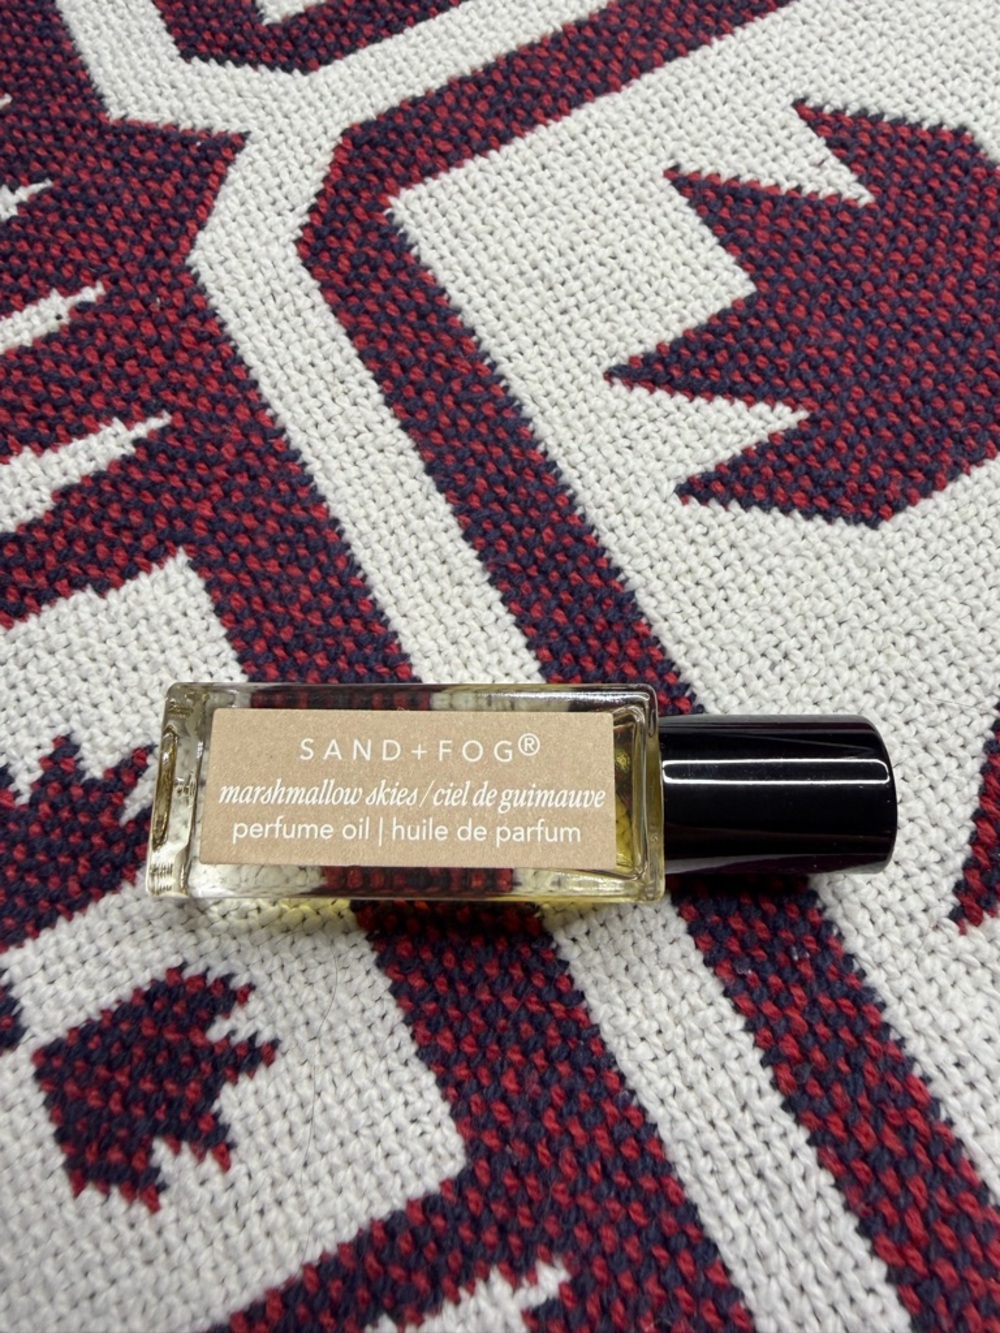 SAND+FOG®
marshmallow skies / ciel de guimauve
perfume oil | huile de parfum